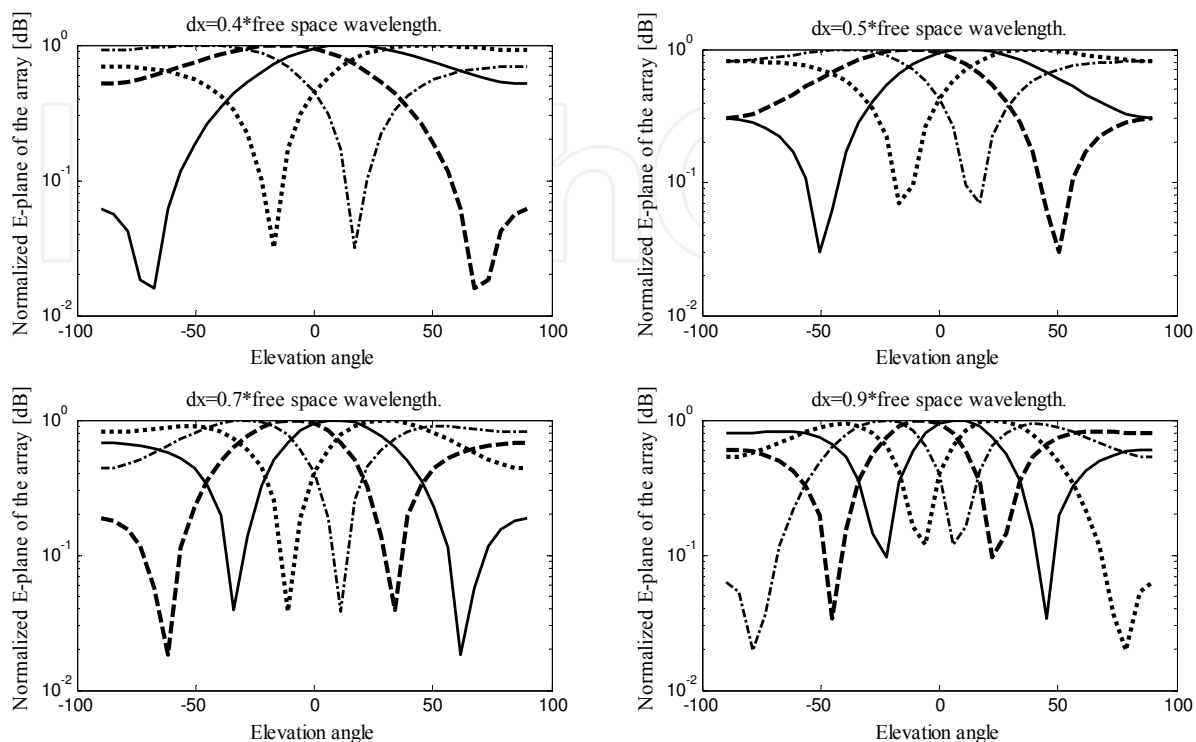 dx=0.4*free space wavelength.
Normalized E-plane of the array [dB]
10^0
10^-1
10^-2
-100 -50 0 50 100
Elevation angle
dx=0.5*free space wavelength.
Normalized E-plane of the array [dB]
10^0
10^-1
10^-2
-100 -50 0 50 100
Elevation angle
dx=0.7*free space wavelength.
Normalized E-plane of the array [dB]
10^0
10^-1
10^-2
-100 -50 0 50 100
Elevation angle
dx=0.9*free space wavelength.
Normalized E-plane of the array [dB]
10^0
10^-1
10^-2
-100 -50 0 50 100
Elevation angle